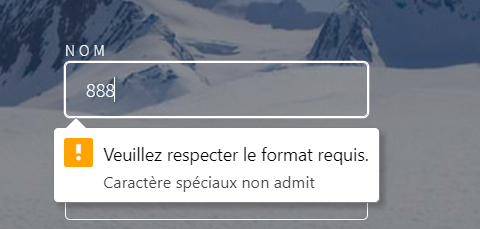 NOM
888
Veuillez respecter le format requis.
Caractère spéciaux non admit